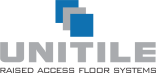 UNITILE
RAISED ACCESS FLOOR SYSTEMS